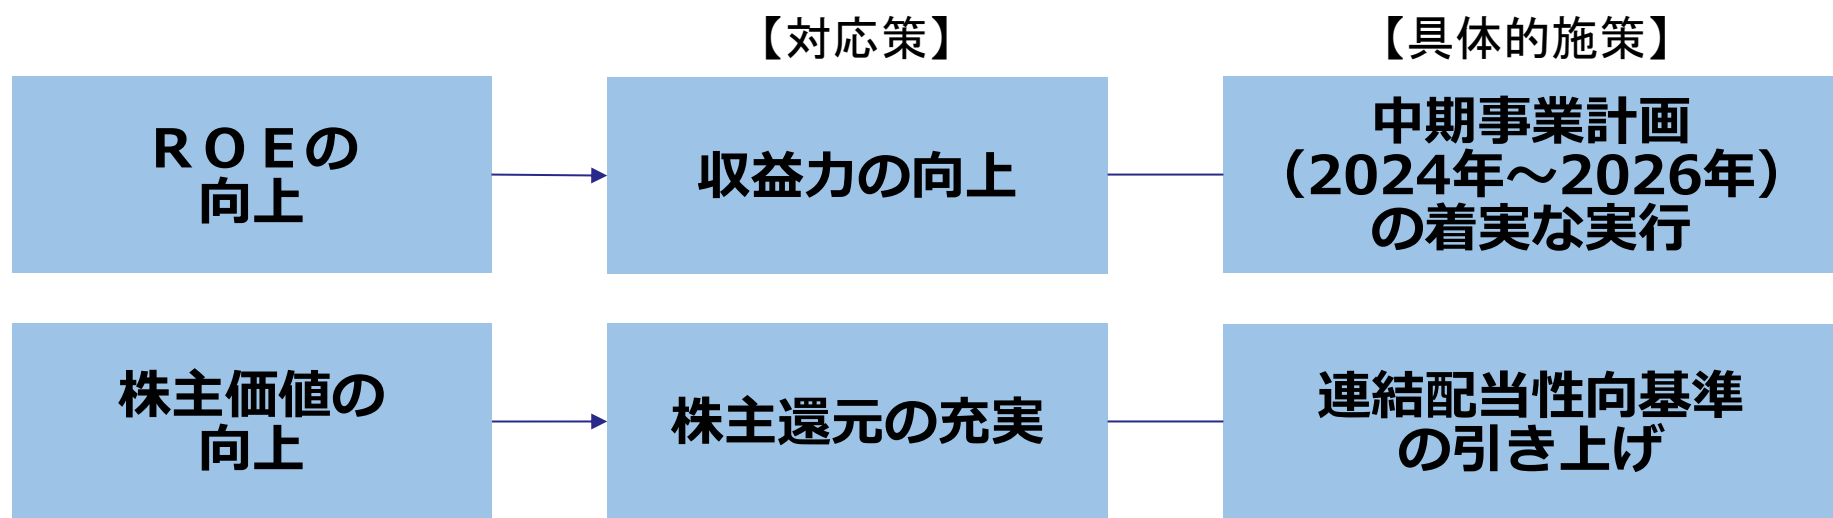 【対応策】
【具体的施策】
ＲＯＥの
向上
収益力の向上
中期事業計画
（2024年～2026年）
の着実な実行
株主価値の
向上
株主還元の充実
連結配当性向基準
の引き上げ